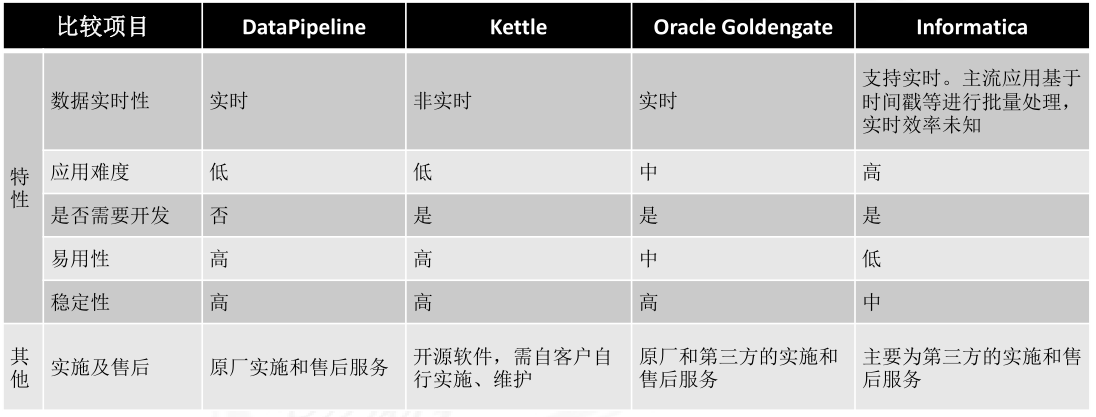 比较项目 DataPipeline Kettle Oracle Goldengate Informatica
特性
数据实时性 实时 非实时 实时 支持实时。主流应用基于
时间戳等进行批量处理，
实时效率未知
应用难度 低 低 中 高
是否需要开发 否 是 是 是
易用性 高 高 中 低
稳定性 高 高 高 中
其他
实施及售后 原厂实施和售后服务
开源软件，需自客户自
行实施、维护
原厂和第三方的实施和
售后服务
主要为第三方的实施和售
后服务